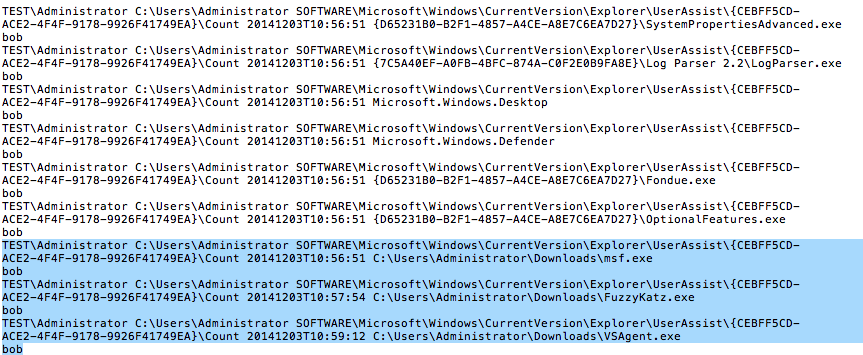 TEST\Administrator C:\Users\Administrator SOFTWARE\Microsoft\Windows\CurrentVersion\Explorer\UserAssist\{CEBFF5CD-
ACE2-4F4F-9178-9926F41749EA}\Count 20141203T10:56:51 {D65231B0-B2F1-4857-A4CE-A8E7C6EA7D27}\SystemPropertiesAdvanced.exe
bob
TEST\Administrator C:\Users\Administrator SOFTWARE\Microsoft\Windows\CurrentVersion\Explorer\UserAssist\{CEBFF5CD-
ACE2-4F4F-9178-9926F41749EA}\Count 20141203T10:56:51 {7C5A40EF-A0FB-4BFC-874A-C0F2E0B9FA8E}\Log Parser 2.2\LogParser.exe
bob
TEST\Administrator C:\Users\Administrator SOFTWARE\Microsoft\Windows\CurrentVersion\Explorer\UserAssist\{CEBFF5CD-
ACE2-4F4F-9178-9926F41749EA}\Count 20141203T10:56:51 Microsoft.Windows.Desktop
bob
TEST\Administrator C:\Users\Administrator SOFTWARE\Microsoft\Windows\CurrentVersion\Explorer\UserAssist\{CEBFF5CD-
ACE2-4F4F-9178-9926F41749EA}\Count 20141203T10:56:51 Microsoft.Windows.Defender
bob
TEST\Administrator C:\Users\Administrator SOFTWARE\Microsoft\Windows\CurrentVersion\Explorer\UserAssist\{CEBFF5CD-
ACE2-4F4F-9178-9926F41749EA}\Count 20141203T10:56:51 {D65231B0-B2F1-4857-A4CE-A8E7C6EA7D27}\Fondue.exe
bob
TEST\Administrator C:\Users\Administrator SOFTWARE\Microsoft\Windows\CurrentVersion\Explorer\UserAssist\{CEBFF5CD-
ACE2-4F4F-9178-9926F41749EA}\Count 20141203T10:56:51 {D65231B0-B2F1-4857-A4CE-A8E7C6EA7D27}\OptionalFeatures.exe
bob
TEST\Administrator C:\Users\Administrator SOFTWARE\Microsoft\Windows\CurrentVersion\Explorer\UserAssist\{CEBFF5CD-
ACE2-4F4F-9178-9926F41749EA}\Count 20141203T10:56:51 C:\Users\Administrator\Downloads\msf.exe
bob
TEST\Administrator C:\Users\Administrator SOFTWARE\Microsoft\Windows\CurrentVersion\Explorer\UserAssist\{CEBFF5CD-
ACE2-4F4F-9178-9926F41749EA}\Count 20141203T10:57:54 C:\Users\Administrator\Downloads\FuzzyKatz.exe
bob
TEST\Administrator C:\Users\Administrator SOFTWARE\Microsoft\Windows\CurrentVersion\Explorer\UserAssist\{CEBFF5CD-
ACE2-4F4F-9178-9926F41749EA}\Count 20141203T10:59:12 C:\Users\Administrator\Downloads\VSAgent.exe
bob